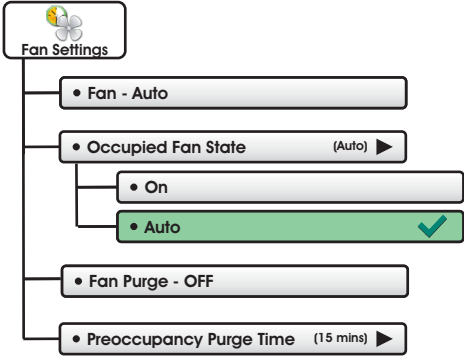 Fan Settings
• Fan - Auto
• Occupied Fan State (Auto) ▶
• On
• Auto ✔
• Fan Purge - OFF
• Preoccupancy Purge Time (15 mins) ▶